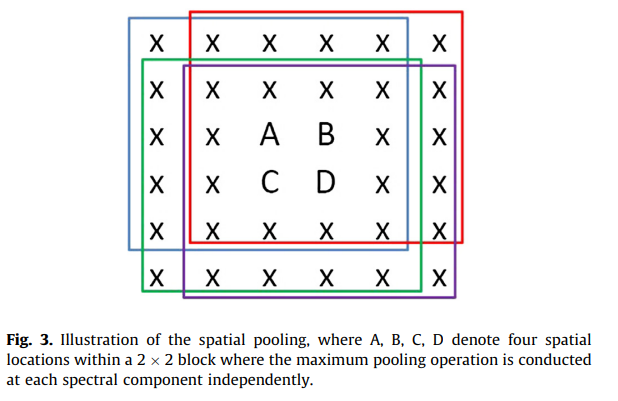 X X X X X X
X X X X X X
X X A B X X
X X C D X X
X X X X X X
X X X X X X
Fig. 3. Illustration of the spatial pooling, where A, B, C, D denote four spatial
locations within a 2 × 2 block where the maximum pooling operation is conducted
at each spectral component independently.